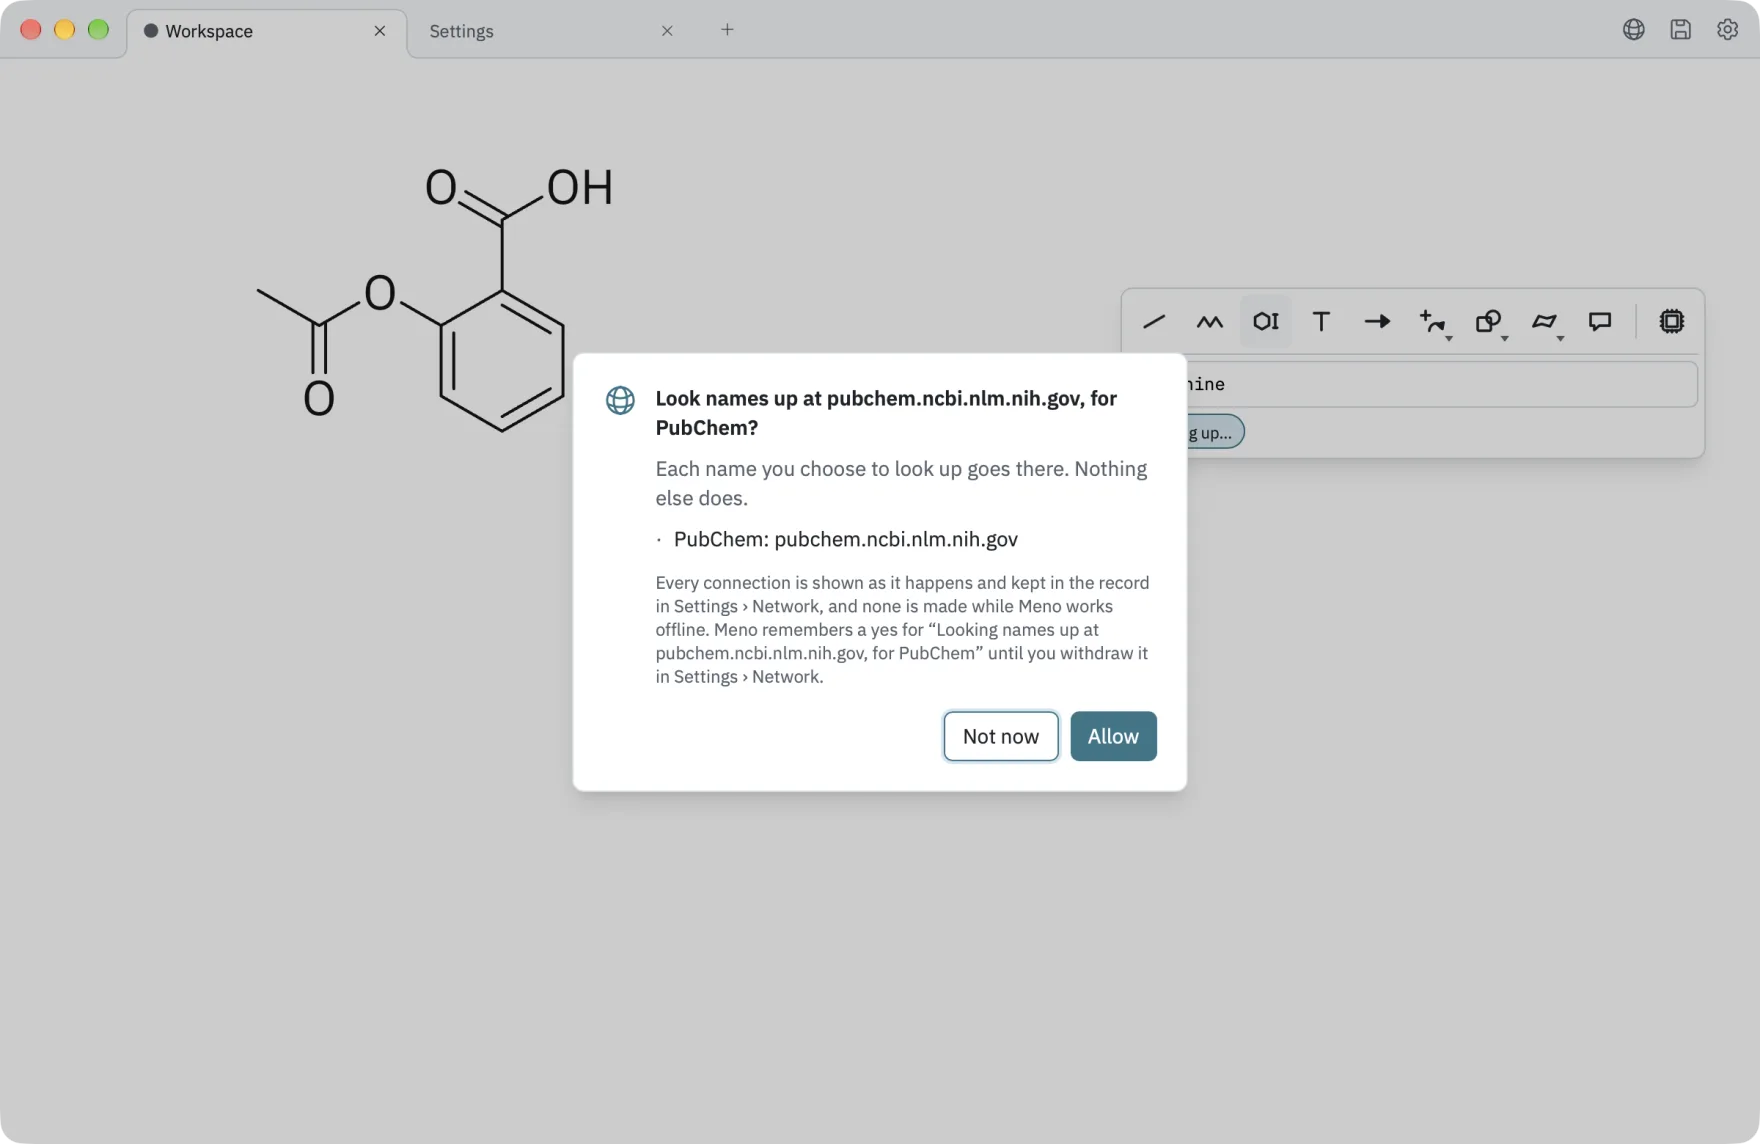 Workspace
Settings
O
OH
O
O
Look names up at pubchem.ncbi.nlm.nih.gov, for
PubChem?
Each name you choose to look up goes there. Nothing
else does.
· PubChem: pubchem.ncbi.nlm.nih.gov
Every connection is shown as it happens and kept in the record
in Settings › Network, and none is made while Meno works
offline. Meno remembers a yes for “Looking names up at
pubchem.ncbi.nlm.nih.gov, for PubChem” until you withdraw it
in Settings › Network.
Not now
Allow
T
up...